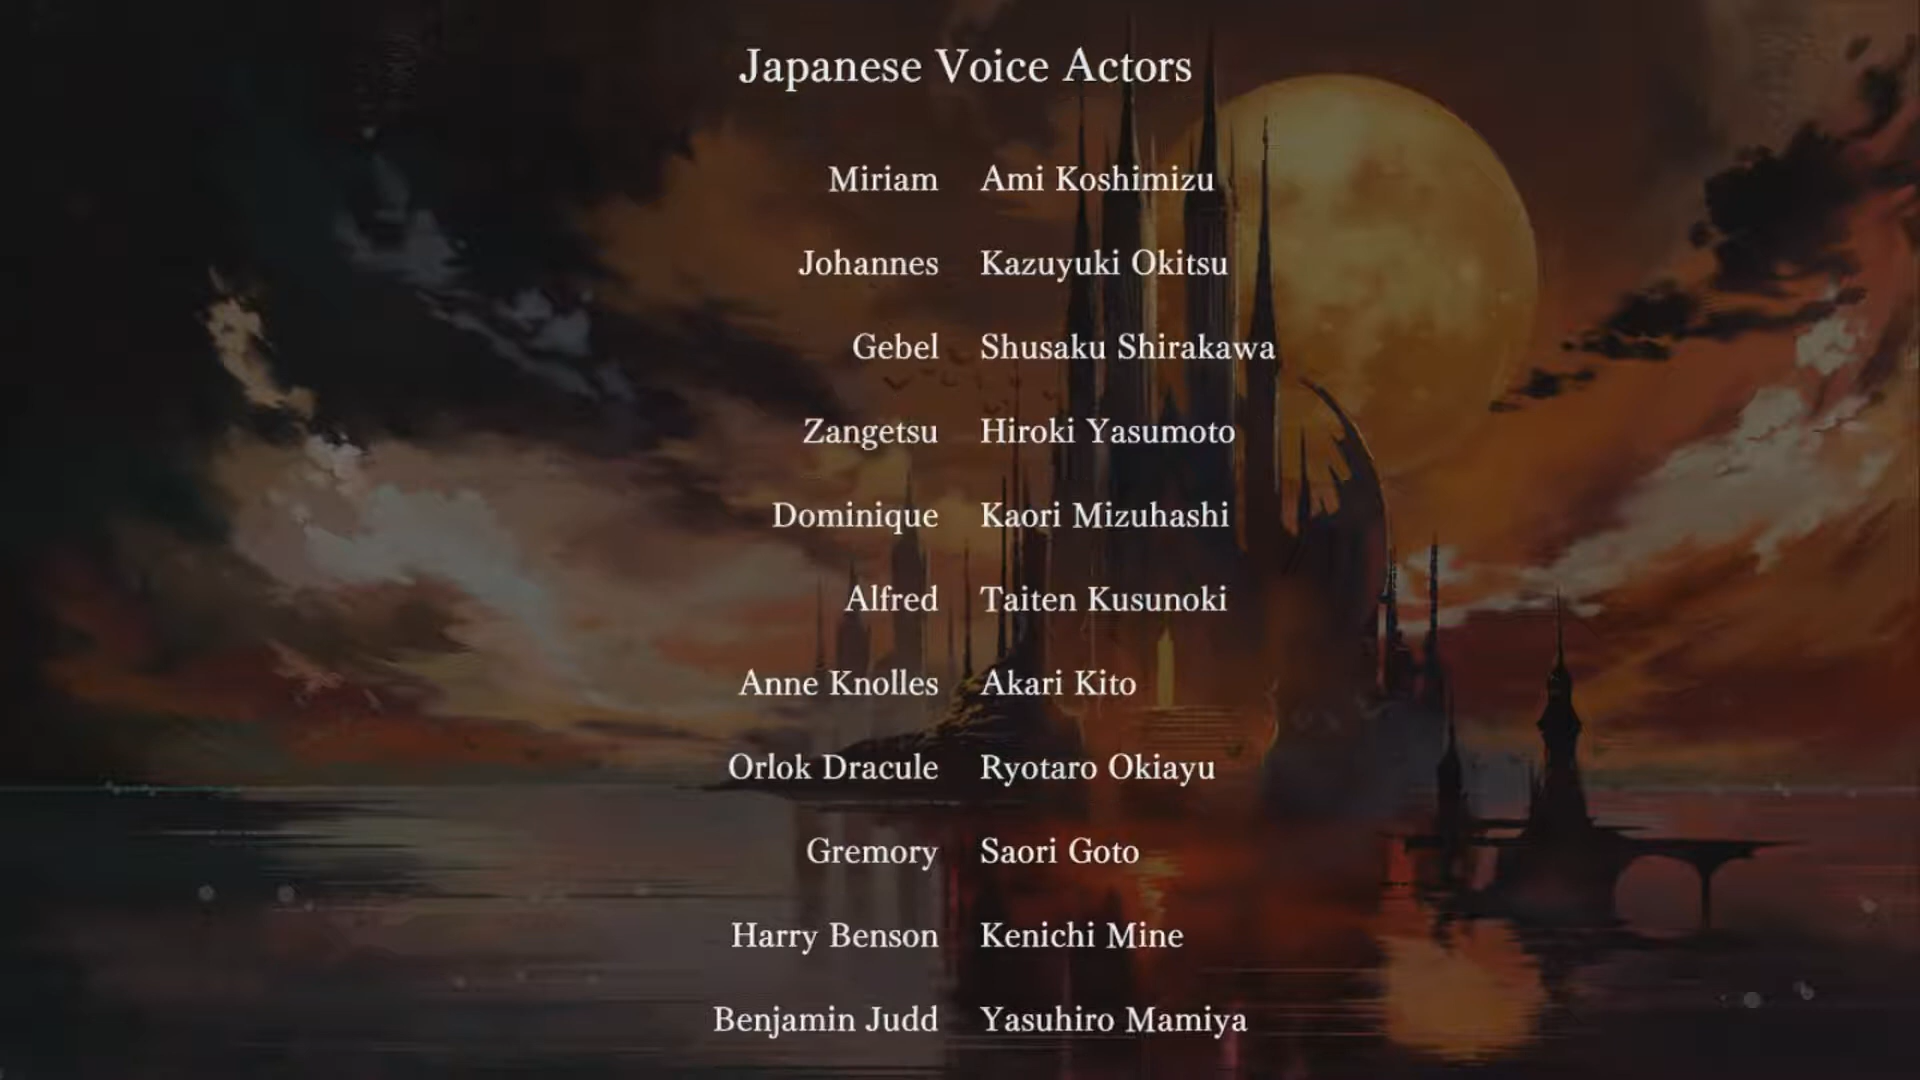 Japanese Voice Actors
Miriam Ami Koshimizu
Johannes Kazuyuki Okitsu
Gebel Shusaku Shirakawa
Zangetsu Hiroki Yasumoto
Dominique Kaori Mizuhashi
Alfred Taiten Kusunoki
Anne Knolles Akari Kito
Orlok Dracule Ryotaro Okiayu
Gremory Saori Goto
Harry Benson Kenichi Mine
Benjamin Judd Yasuhiro Mamiya